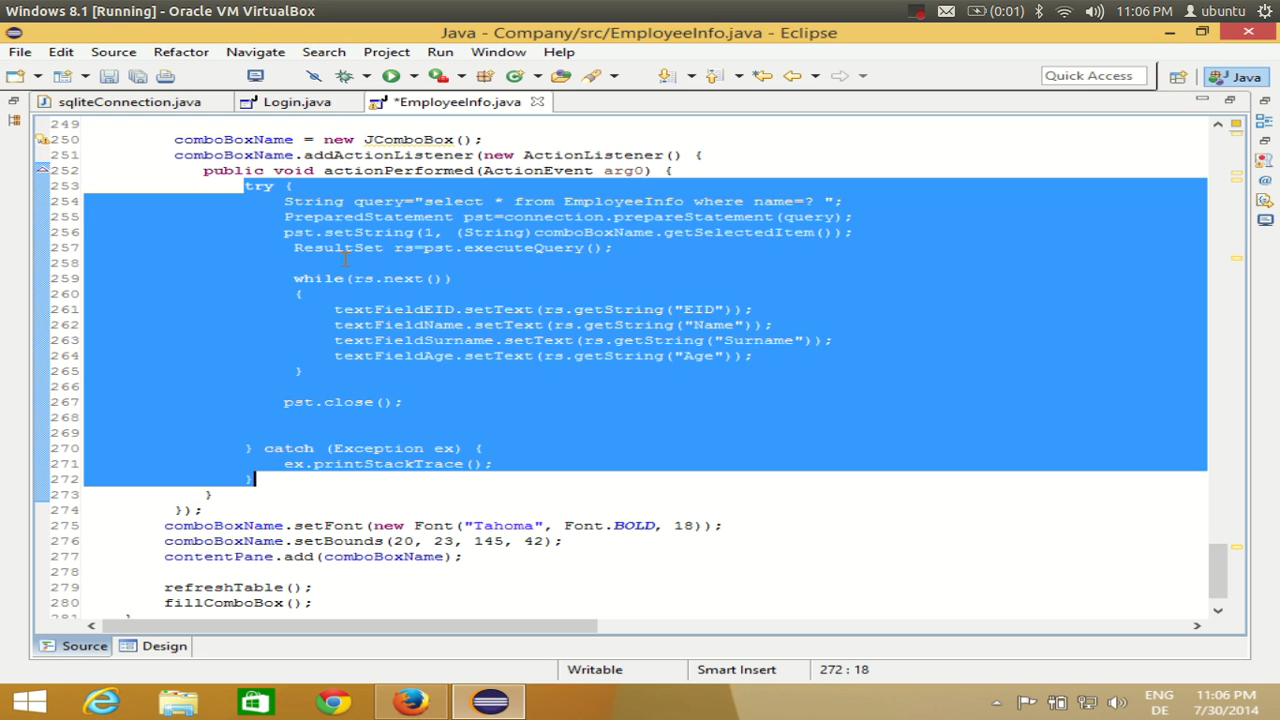 Windows 8.1 [Running] - Oracle VM VirtualBox
(0:01)
11:06 PM
ubuntu
Java - Company/src/EmployeeInfo.java - Eclipse
File Edit Source Refactor Navigate Search Project Run Window Help
Quick Access
Java
sqliteConnection.java
Login.java
*EmployeeInfo.java
249
250 comboBoxName = new JComboBox();
251 comboBoxName.addActionListener(new ActionListener() {
252 public void actionPerformed(ActionEvent arg0) {
253 try {
254 String query="select * from EmployeeInfo where name=? ";
255 PreparedStatement pst=connection.prepareStatement(query);
256 pst.setString(1, (String)comboBoxName.getSelectedItem());
257 ResultSet rs=pst.executeQuery();
258
259 while(rs.next())
260 {
261 textFieldEID.setText(rs.getString("EID"));
262 textFieldName.setText(rs.getString("Name"));
263 textFieldSurname.setText(rs.getString("Surname"));
264 textFieldAge.setText(rs.getString("Age"));
265 }
266
267 pst.close();
268
269
270 } catch (Exception ex) {
271 ex.printStackTrace();
272 }
273 }
274 });
275 comboBoxName.setFont(new Font("Tahoma", Font.BOLD, 18));
276 comboBoxName.setBounds(20, 23, 145, 42);
277 contentPane.add(comboBoxName);
278
279 refreshTable();
280 fillComboBox();
281 }
Source
Design
Writable
Smart Insert
272 : 18
ENG
DE
11:06 PM
7/30/2014